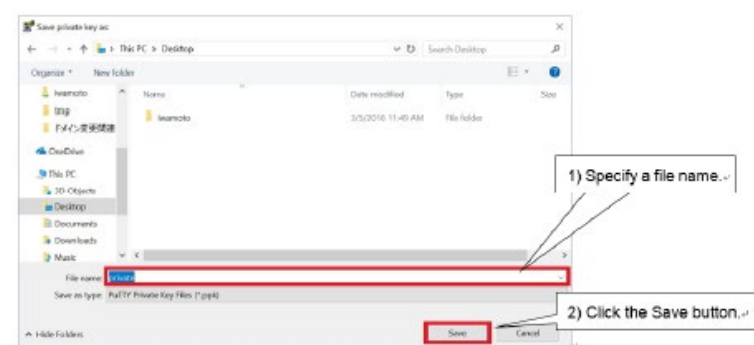 Save private key as:
This PC > Desktop
Search Desktop
Organize
New folder
Name
Date modified
Type
Size
iwamoto
tmp
ドメイン変更関連
OneDrive
This PC
3D Objects
Desktop
Documents
Downloads
Music
iwamoto
3/5/2018 11:49 AM
File folder
1) Specify a file name.
File name: private
Save as type: PuTTY Private Key Files (*.ppk)
2) Click the Save button.
Hide Folders
Save
Cancel